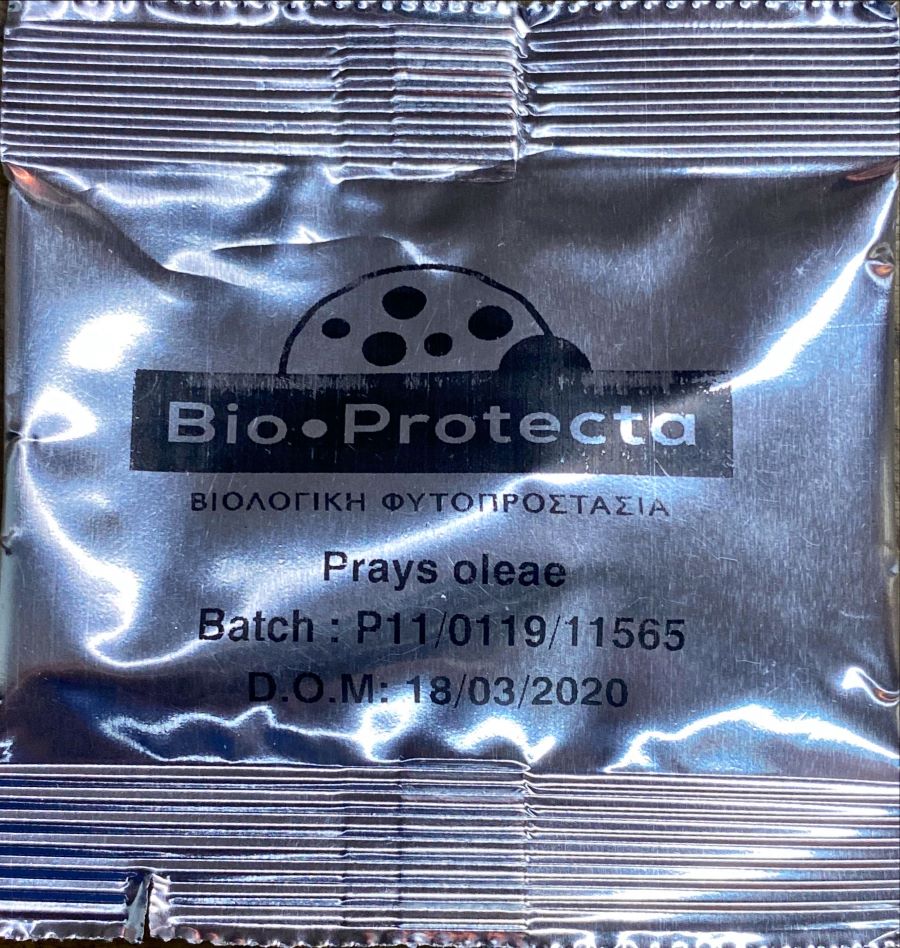 Bio•Protecta
ΒΙΟΛΟΓΙΚΗ ΦΥΤΟΠΡΟΣΤΑΣΙΑ
Prays oleae
Batch : P11/0119/11565
D.O.M: 18/03/2020